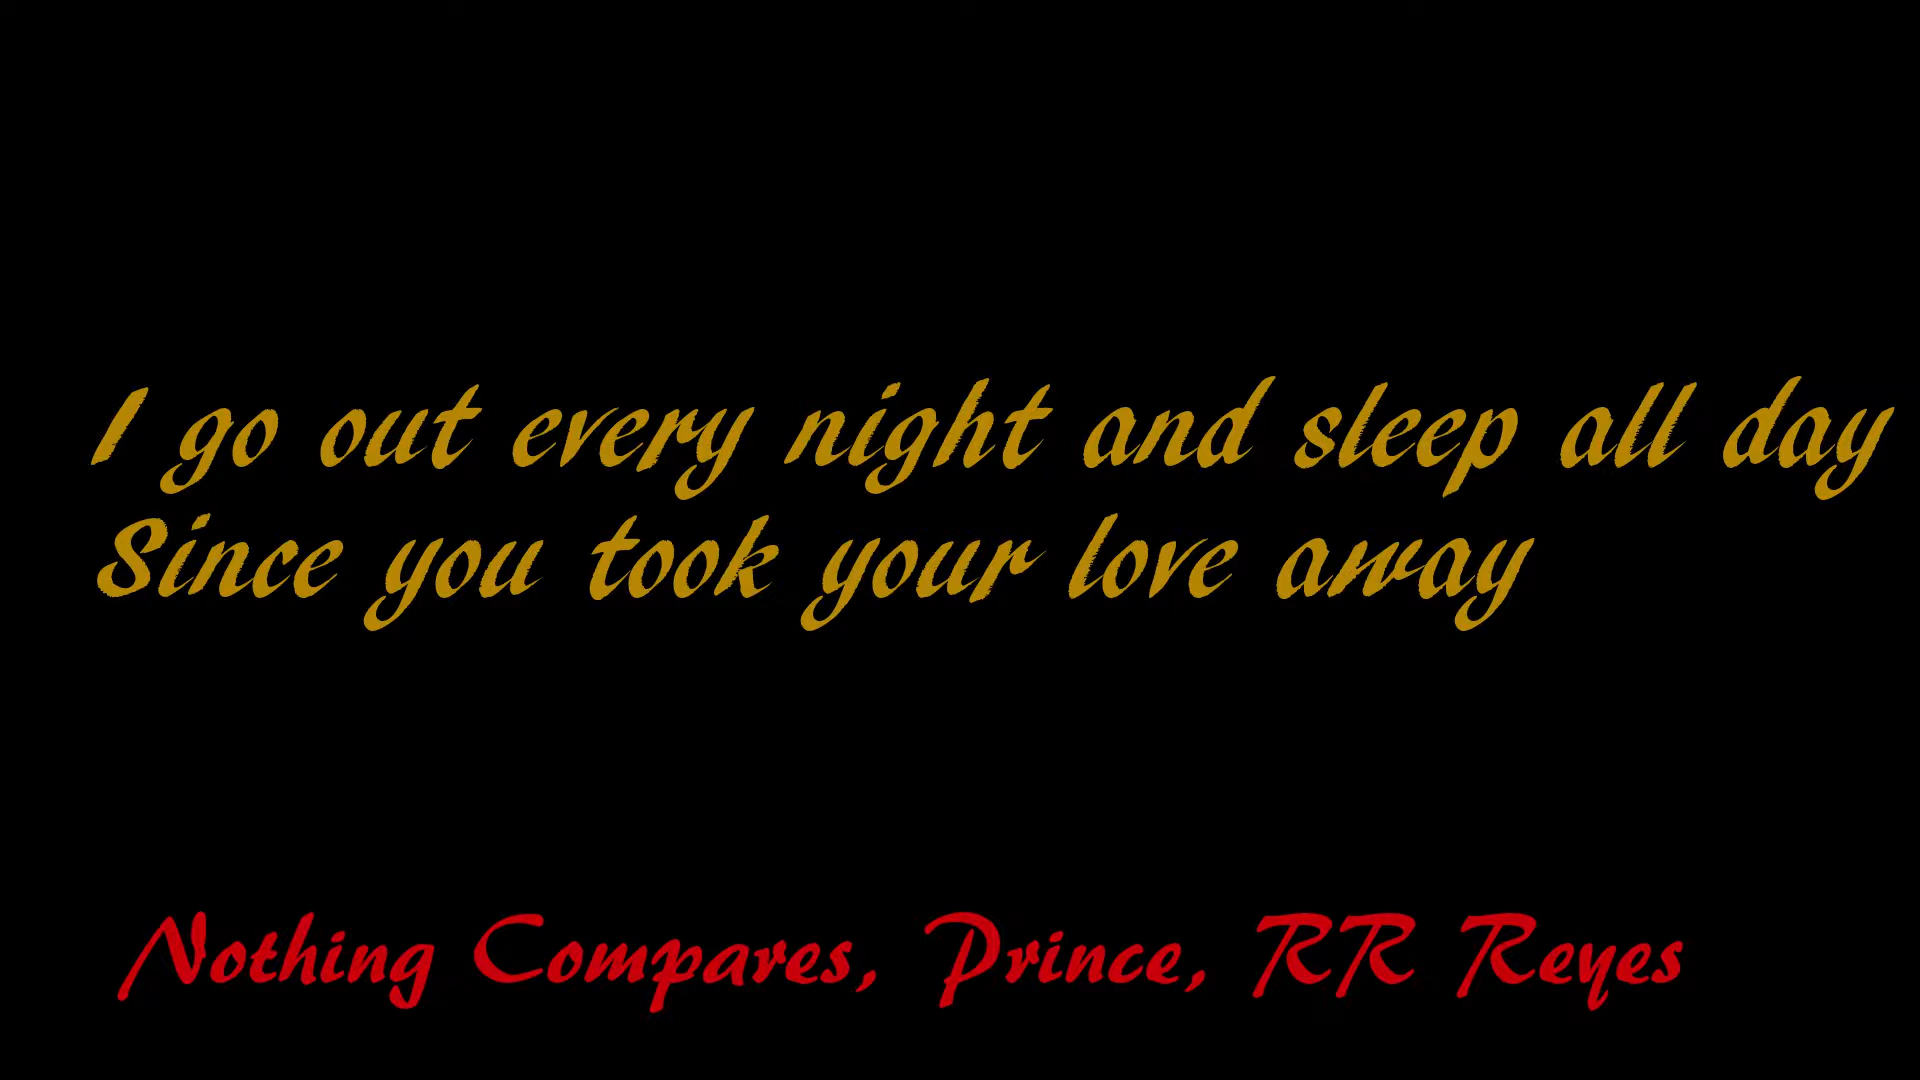 I go out every night and sleep all day
Since you took your love away
Nothing Compares, Prince, RR Reyes